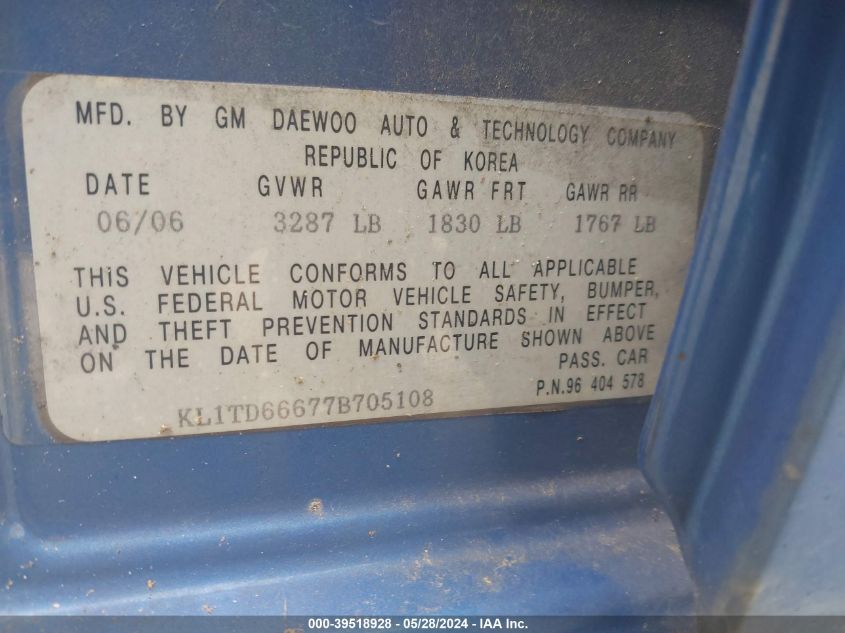 MFD. BY GM DAEWOO AUTO & TECHNOLOGY COMPANY
REPUBLIC OF KOREA
DATE GVWR GAWR FRT GAWR RR
06/06 3287 LB 1830 LB 1767 LB
THIS VEHICLE CONFORMS TO ALL APPLICABLE
U.S. FEDERAL MOTOR VEHICLE SAFETY, BUMPER,
AND THEFT PREVENTION STANDARDS IN EFFECT
ON THE DATE OF MANUFACTURE SHOWN ABOVE
PASS. CAR
KL1TD66677B705108 P.N.96 404 578
000-39518928 - 05/28/2024 - IAA Inc.